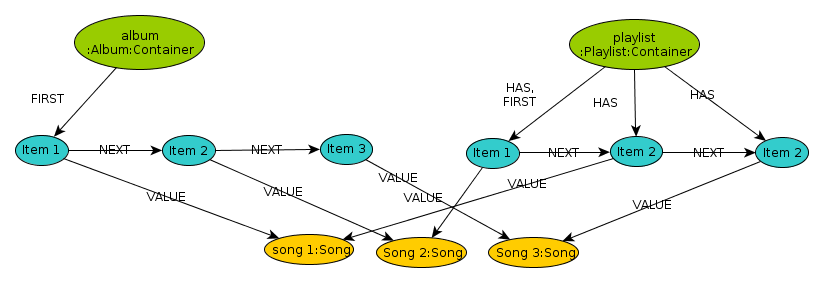 album
:Album:Container
playlist
:Playlist:Container
FIRST
HAS,
FIRST
HAS
HAS
Item 1
NEXT
Item 2
NEXT
Item 3
Item 1
NEXT
Item 2
NEXT
Item 2
VALUE
VALUE
VALUE
VALUE
VALUE
VALUE
song 1:Song
Song 2:Song
Song 3:Song